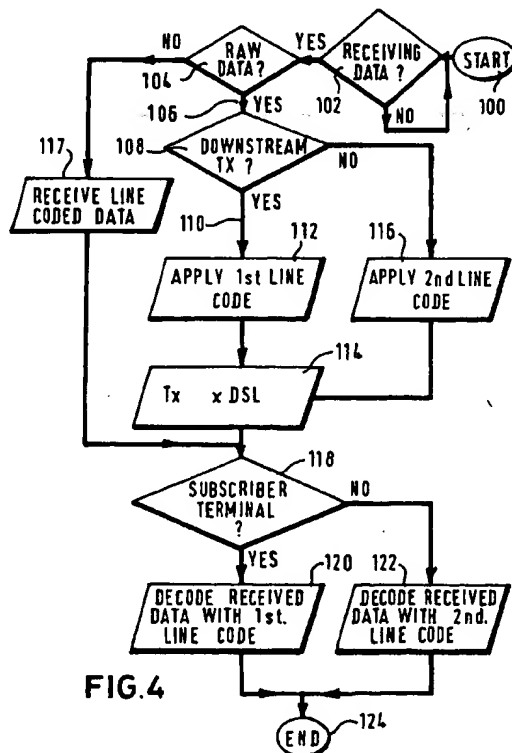 START
100
RECEIVING
DATA ?
102
YES
NO
RAW
DATA?
104
NO
106
YES
108
DOWNSTREAM
TX ?
NO
110
YES
117
RECEIVE LINE
CODED DATA
112
APPLY 1st LINE
CODE
116
APPLY 2nd LINE
CODE
114
Tx x DSL
118
SUBSCRIBER
TERMINAL
?
NO
YES
120
DECODE RECEIVED
DATA WITH 1st.
LINE CODE
122
DECODE RECEIVED
DATA WITH 2nd.
LINE CODE
FIG.4
END
124